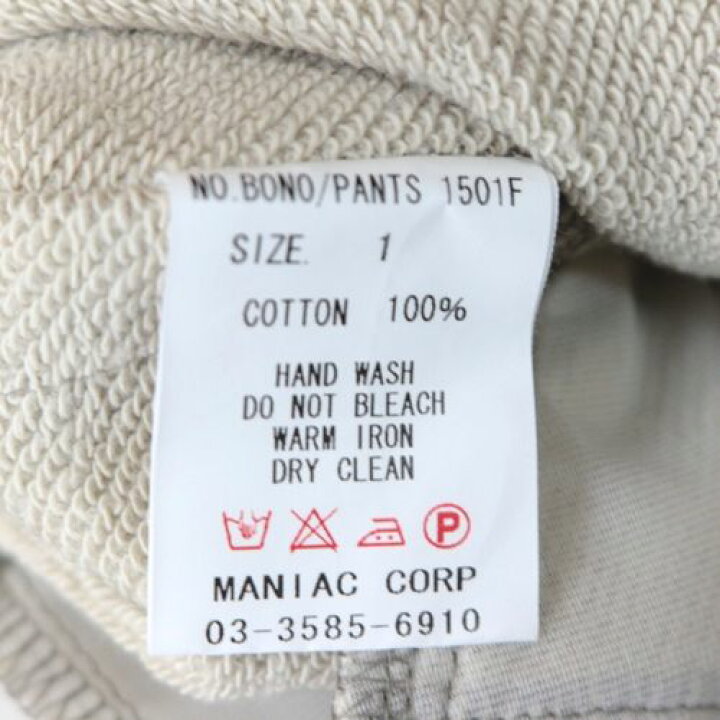 NO.BONO/PANTS 1501F
SIZE. 1
COTTON 100%
HAND WASH
DO NOT BLEACH
WARM IRON
DRY CLEAN
P
MANIAC CORP
03-3585-6910